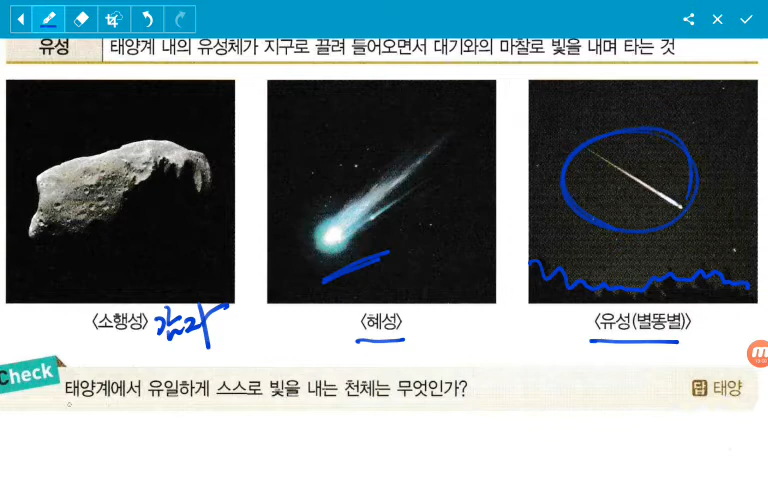 유성 태양계 내의 유성체가 지구로 끌려 들어오면서 대기와의 마찰로 빛을 내며 타는 것
<소행성> 감자
<혜성>
<유성(별똥별)>
Check
태양계에서 유일하게 스스로 빛을 내는 천체는 무엇인가?
답 태양